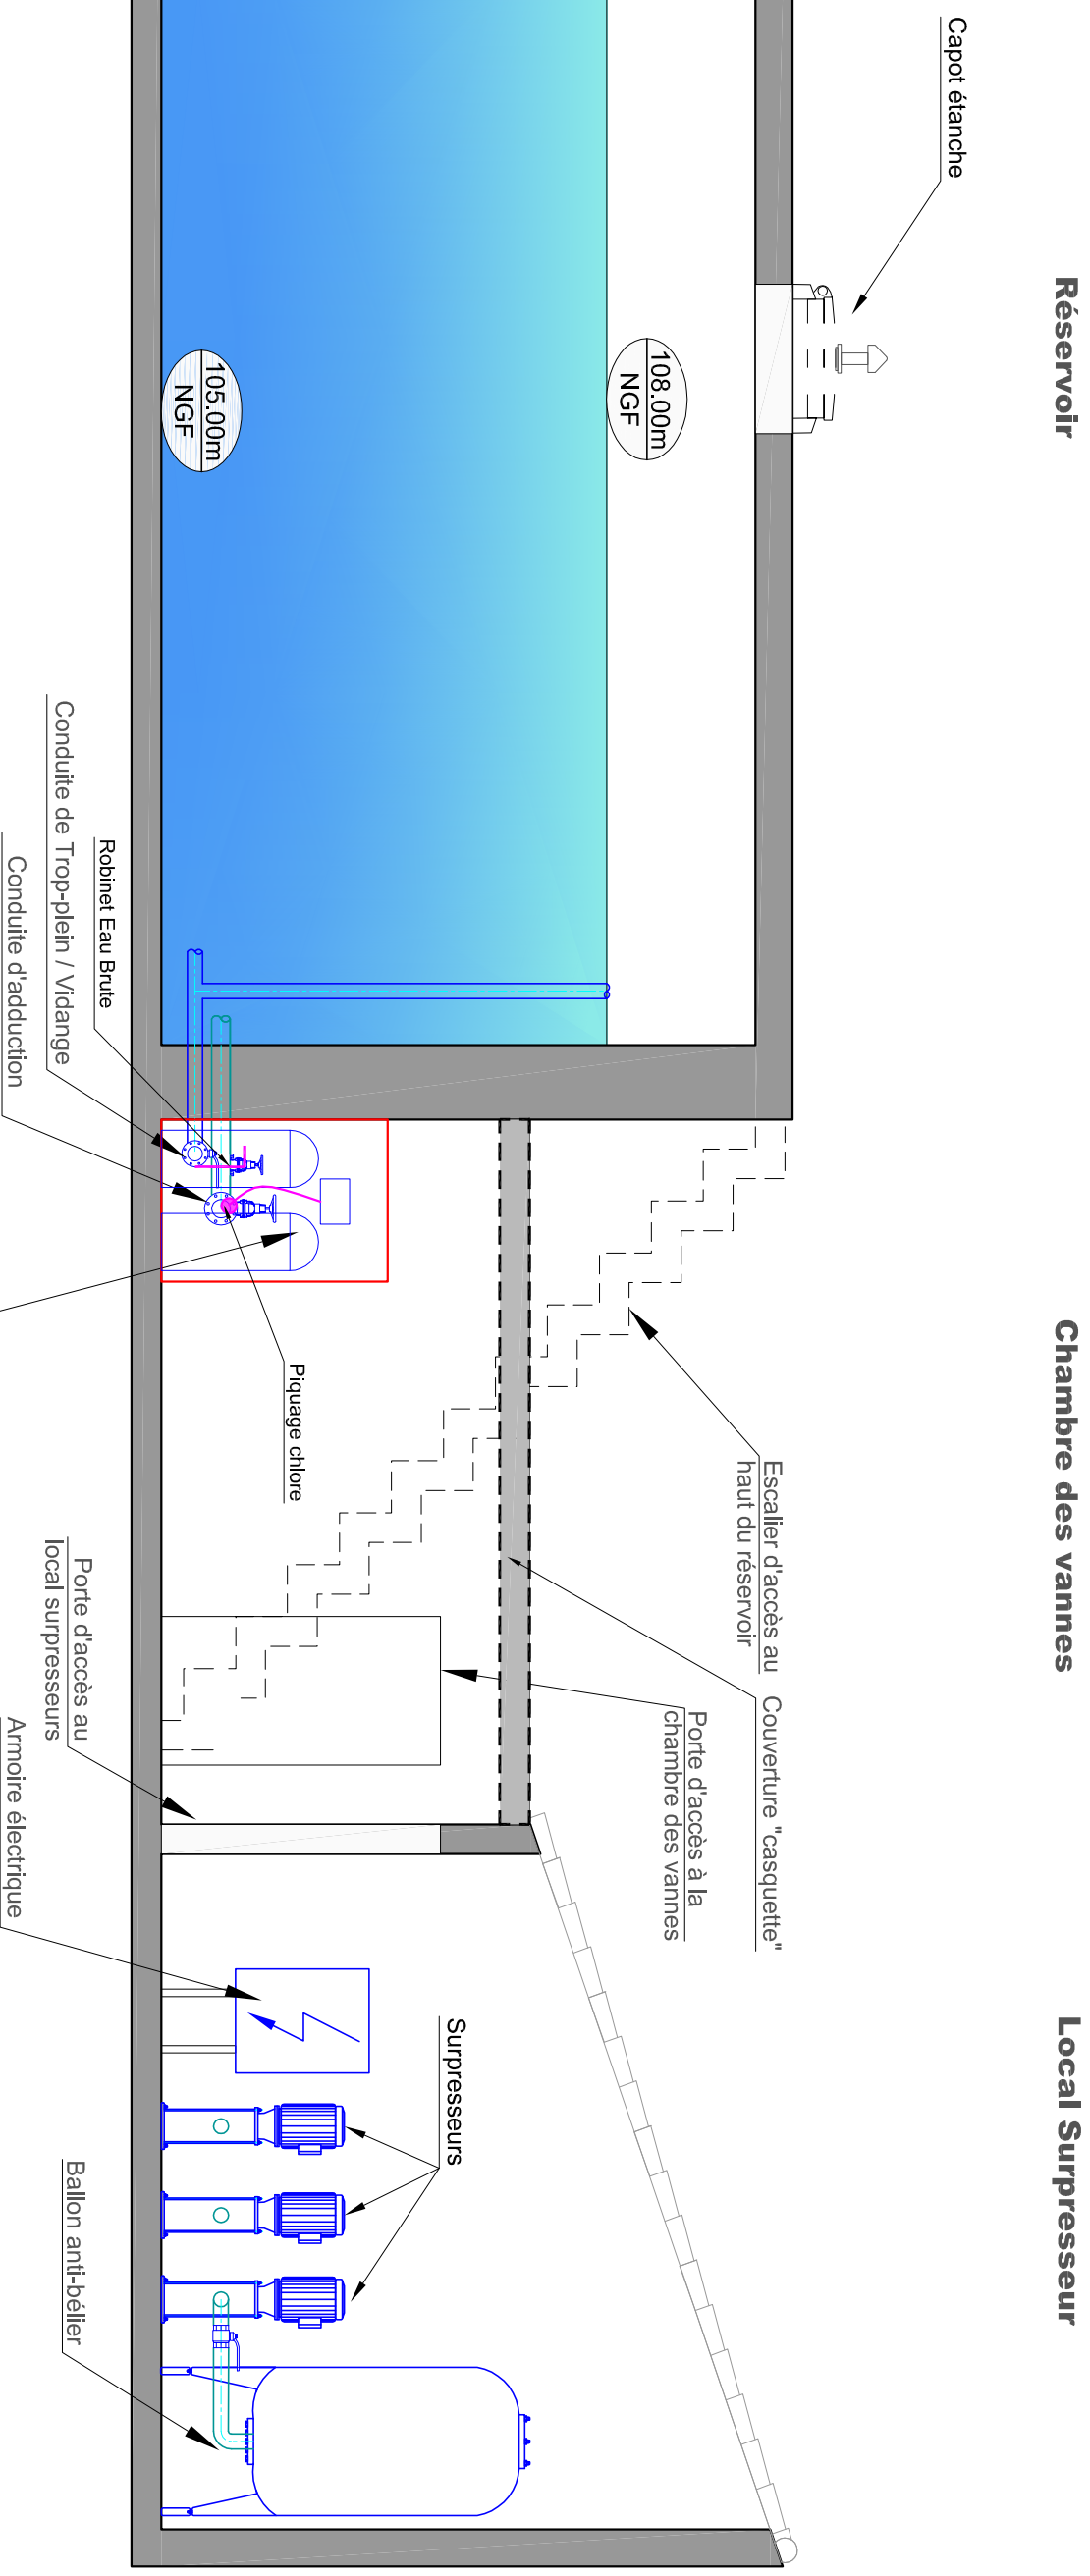 Réservoir
Chambre des vannes
Local Surpresseur
Capot étanche
108.00m
NGF
105.00m
NGF
Escalier d'accès au
haut du réservoir
Couverture "casquette"
Porte d'accès à la
chambre des vannes
Surpresseurs
Piquage chlore
Robinet Eau Brute
Conduite de Trop-plein / Vidange
Conduite d'adduction
Porte d'accès au
local surpresseurs
Armoire électrique
Ballon anti-bélier